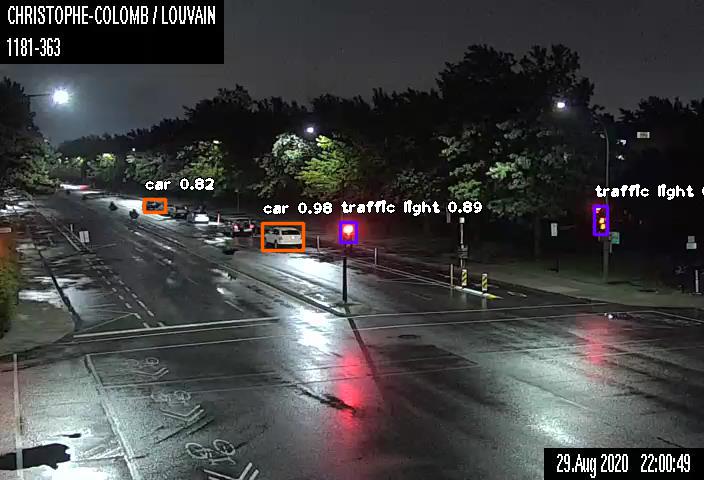 CHRISTOPHE-COLOMB / LOUVAIN
1181-363
car 0.82
car 0.98
traffic light 0.89
traffic light
29.Aug 2020 22:00:49